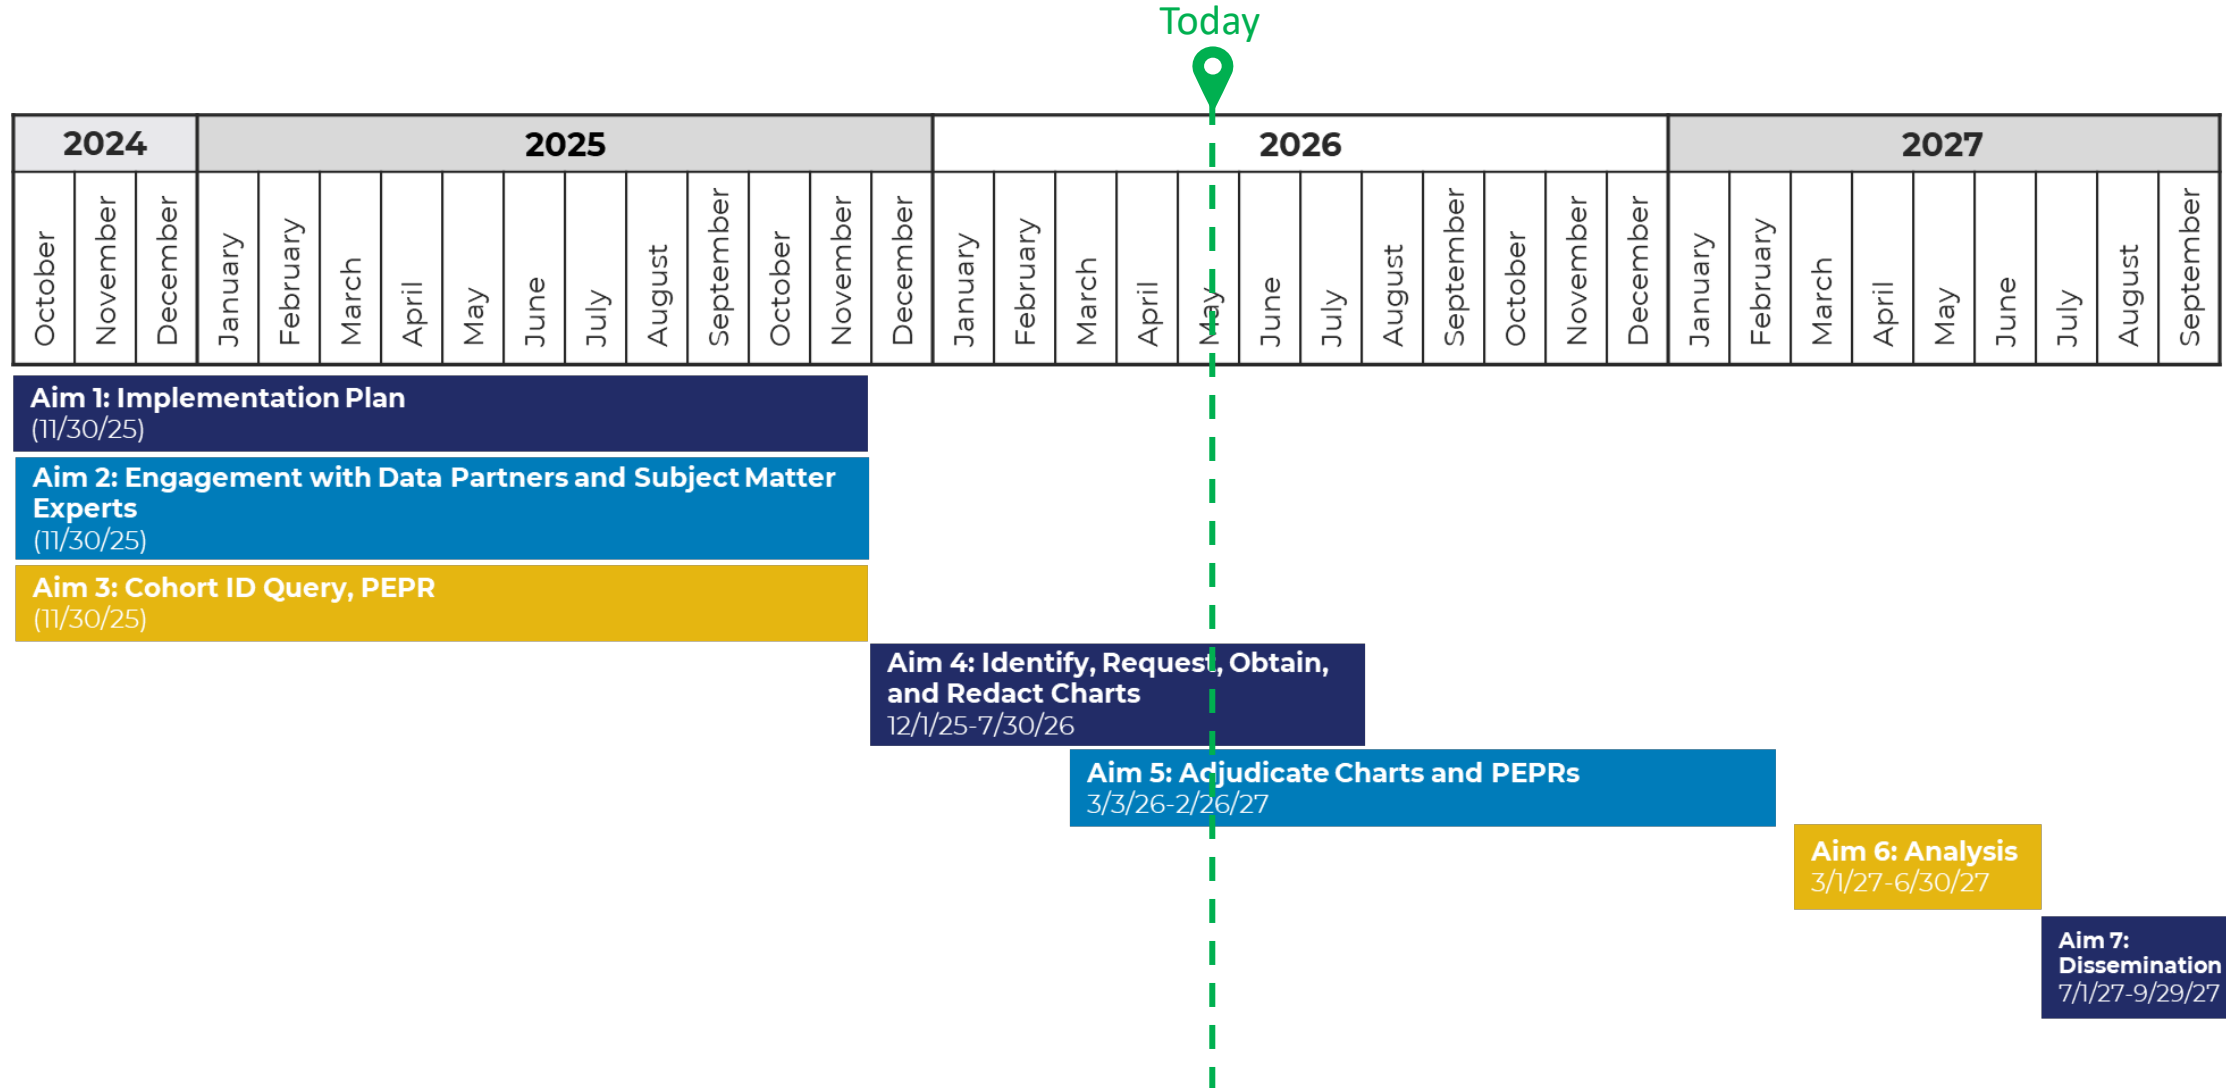 Today
2024 2025 2026 2027
October November December January February March April May June July August September October November December January February March April May June July August September October November December January February March April May June July August September
Aim 1: Implementation Plan
(11/30/25)
Aim 2: Engagement with Data Partners and Subject Matter
Experts
(11/30/25)
Aim 3: Cohort ID Query, PEPR
(11/30/25)
Aim 4: Identify, Request, Obtain,
and Redact Charts
12/1/25-7/30/26
Aim 5: Adjudicate Charts and PEPRs
3/3/26-2/26/27
Aim 6: Analysis
3/1/27-6/30/27
Aim 7:
Dissemination
7/1/27-9/29/27